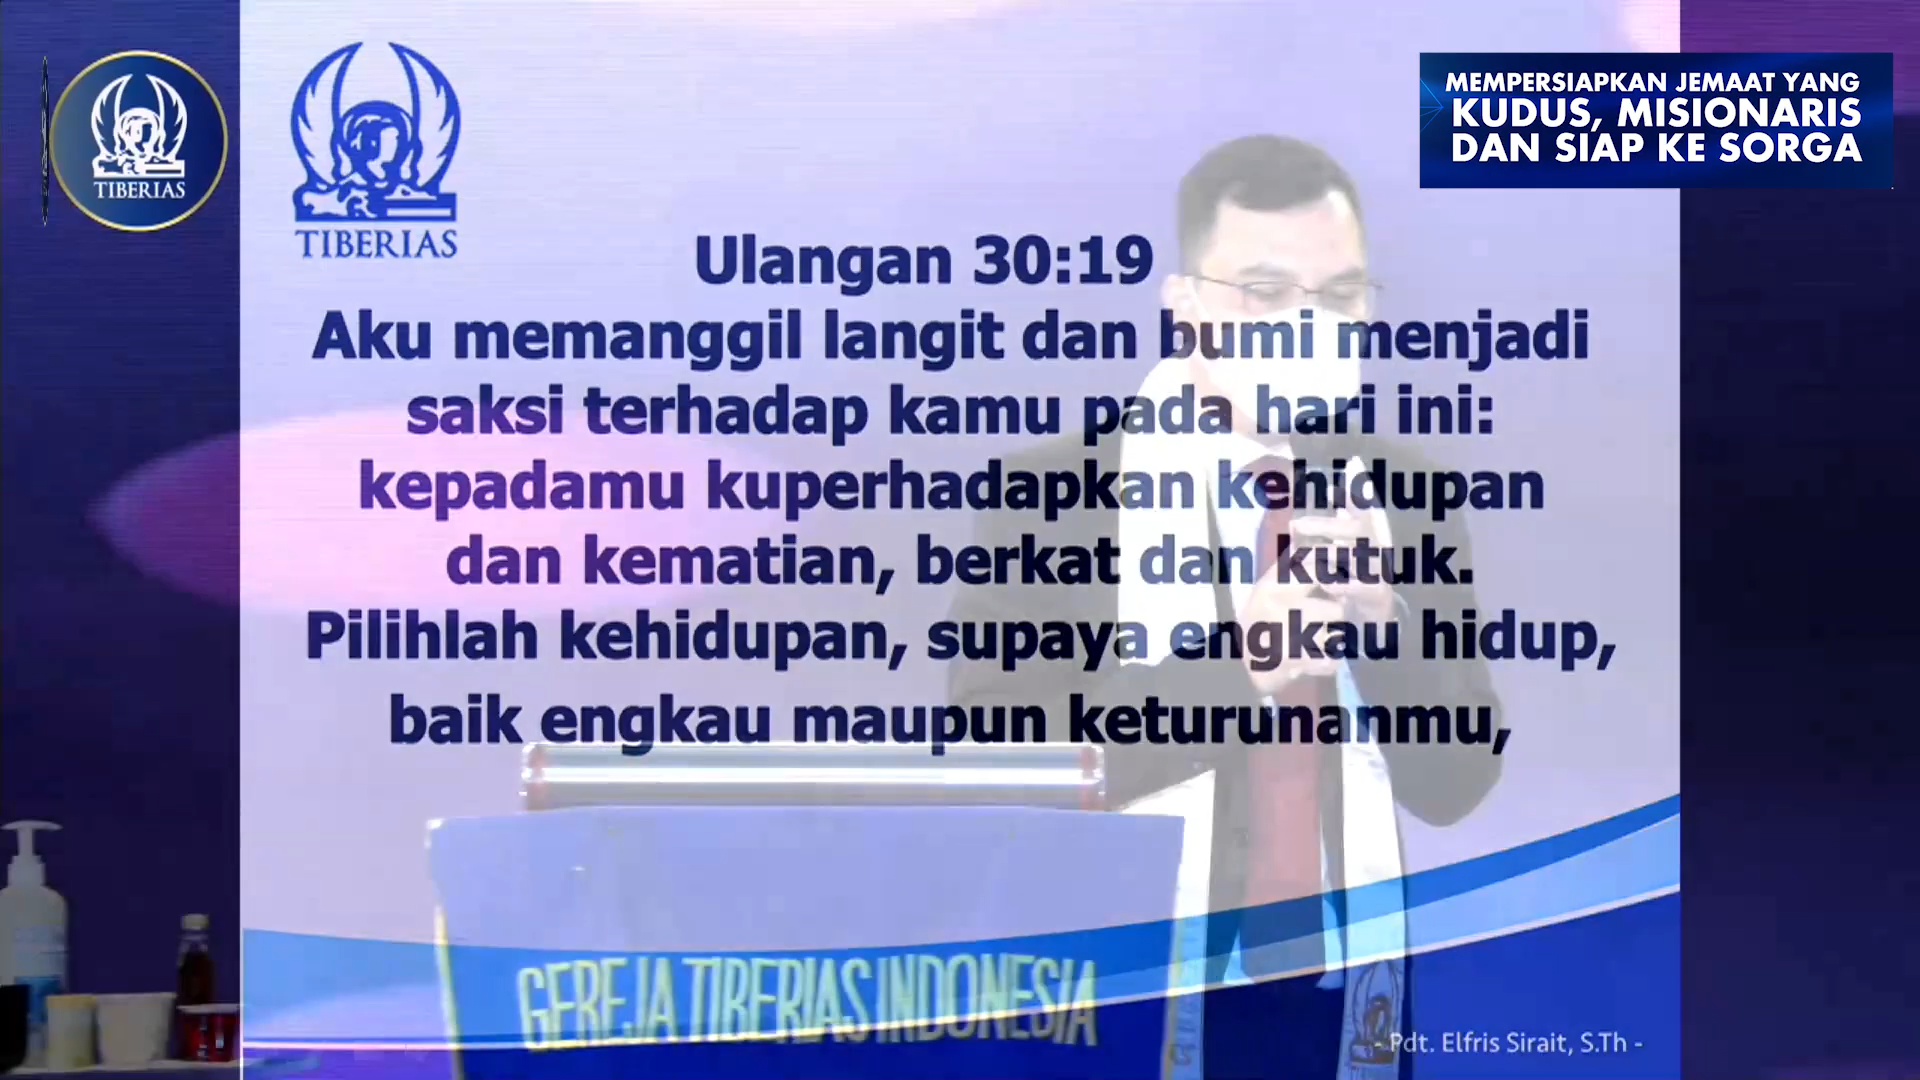 TIBERIAS
TIBERIAS
MEMPERSIAPKAN JEMAAT YANG
KUDUS, MISIONARIS
DAN SIAP KE SORGA
Ulangan 30:19
Aku memanggil langit dan bumi menjadi
saksi terhadap kamu pada hari ini:
kepadamu kuperhadapkan kehidupan
dan kematian, berkat dan kutuk.
Pilihlah kehidupan, supaya engkau hidup,
baik engkau maupun keturunanmu,
GEREJA TIBERIAS INDONESIA
- Pdt. Elfris Sirait, S.Th -